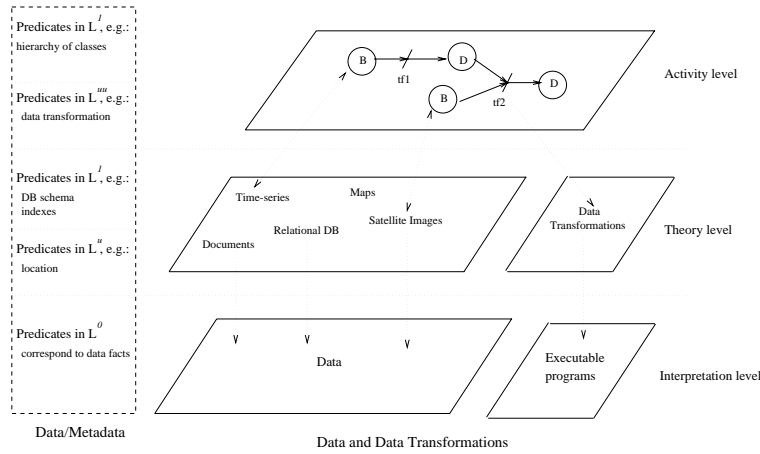 Predicates in L^l, e.g.:
hierarchy of classes
Predicates in L^uu, e.g.:
data transformation
Predicates in L^l, e.g.:
DB schema
indexes
Predicates in L^u, e.g.:
location
Predicates in L^0
correspond to data facts
Data/Metadata
B
D
tf1
B
tf2
D
Activity level
Time-series
Maps
Satellite Images
Relational DB
Documents
Data
Transformations
Theory level
Data
Executable
programs
Interpretation level
Data and Data Transformations